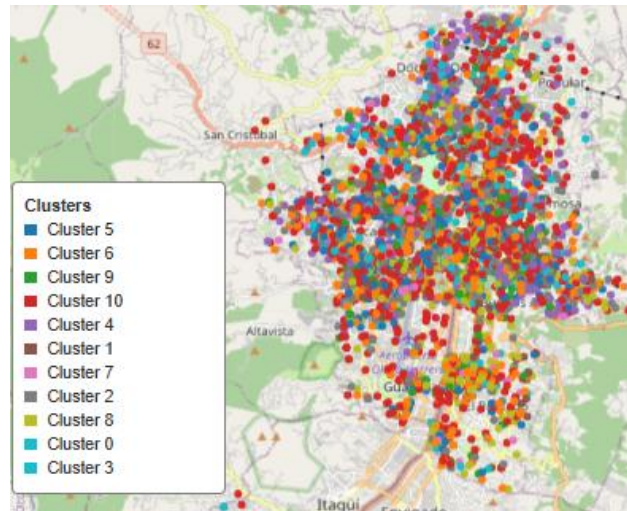 62
Popular
San Cristobal
Clusters
Cluster 5
Cluster 6
Cluster 9
Cluster 10
Cluster 4
Cluster 1
Cluster 7
Cluster 2
Cluster 8
Cluster 0
Cluster 3
Altavista
Itagüí